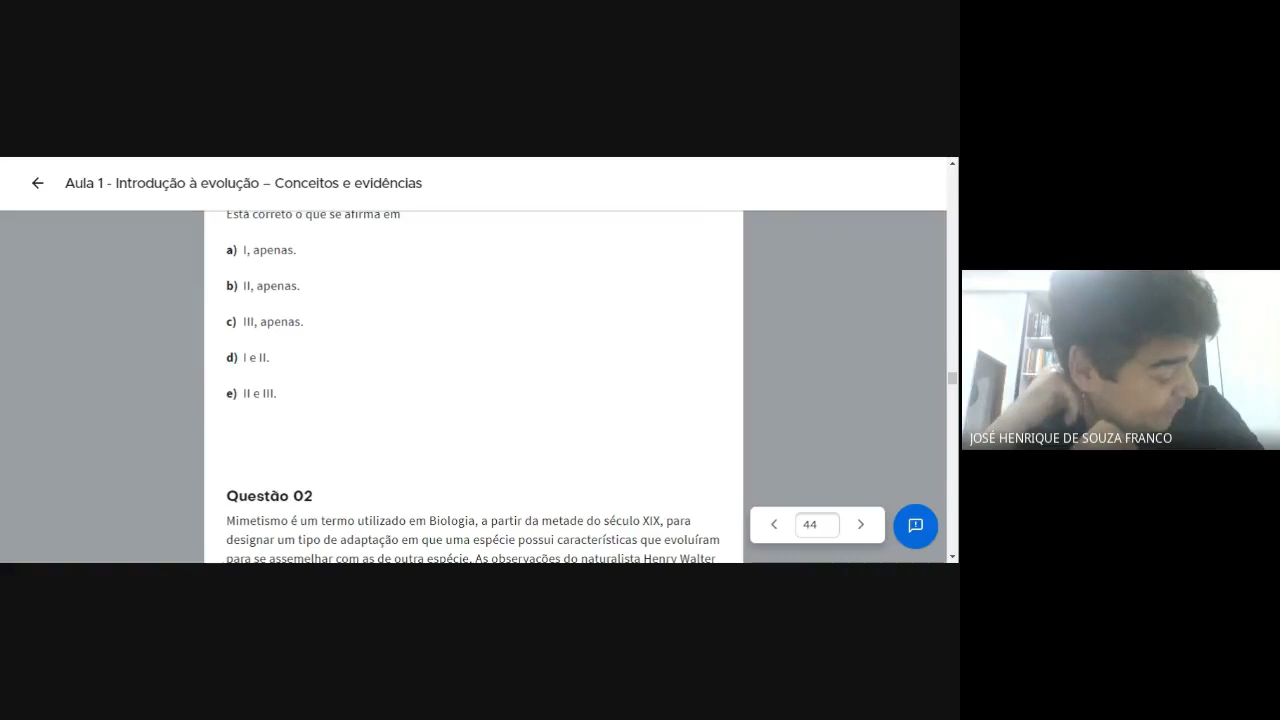 Aula 1 - Introdução à evolução – Conceitos e evidências
Está correto o que se afirma em
a) I, apenas.
b) II, apenas.
c) III, apenas.
d) I e II.
e) II e III.
Questão 02
Mimetismo é um termo utilizado em Biologia, a partir da metade do século XIX, para
designar um tipo de adaptação em que uma espécie possui características que evoluíram
para se assemelhar com as de outra espécie. As observações do naturalista Henry Walter
44
JOSÉ HENRIQUE DE SOUZA FRANCO